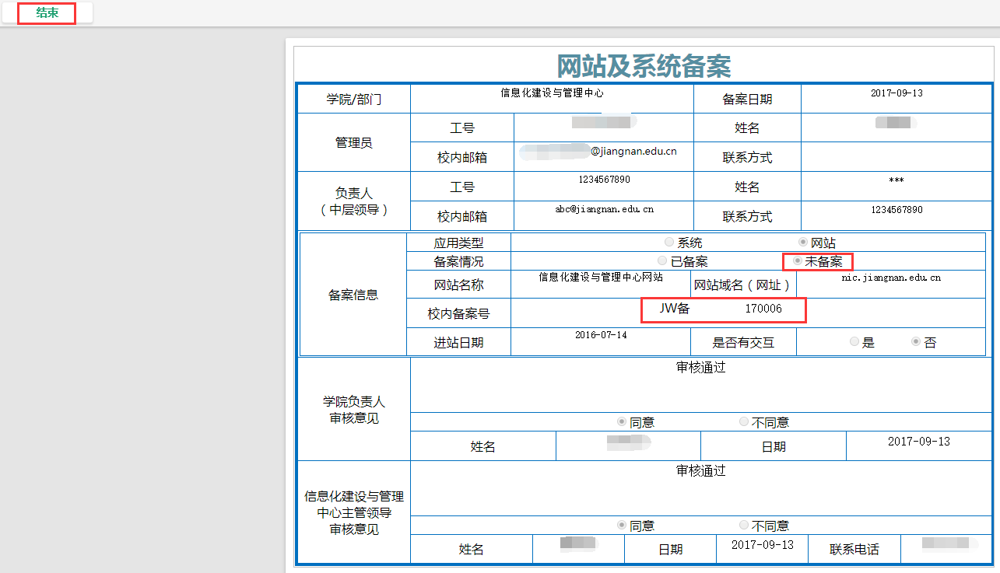 结束
网站及系统备案
学院/部门 信息化建设与管理中心 备案日期 2017-09-13
管理员 工号 姓名
校内邮箱 @jiangnan.edu.cn 联系方式
负责人
（中层领导） 工号 1234567890 姓名 ***
校内邮箱 abc@jiangnan.edu.cn 联系方式 1234567890
备案信息 应用类型 系统 网站
备案情况 已备案 未备案
网站名称 信息化建设与管理中心网站 网站域名（网址） nic.jiangnan.edu.cn
校内备案号 JW备 170006
进站日期 2016-07-14 是否有交互 是 否
学院负责人
审核意见 审核通过
同意 不同意
姓名 日期 2017-09-13
信息化建设与管理
中心主管领导
审核意见 审核通过
同意 不同意
姓名 日期 2017-09-13 联系电话